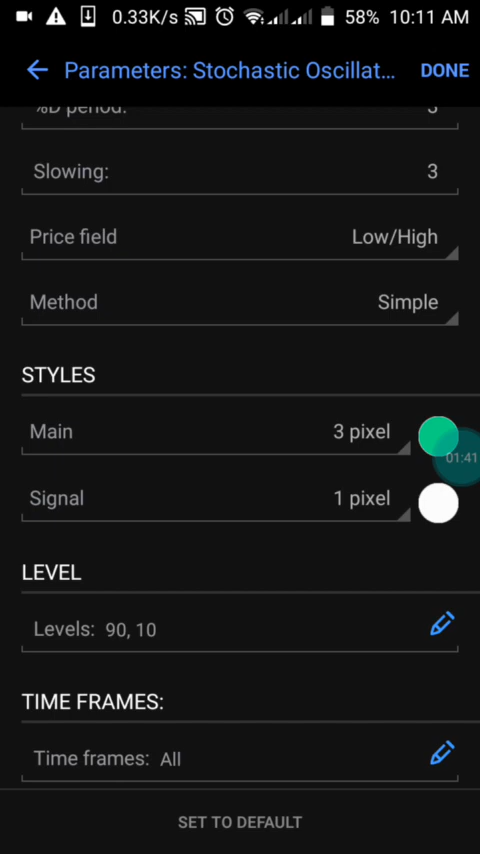 0.33K/s 58% 10:11 AM
Parameters: Stochastic Oscillat... DONE
%D period:
Slowing: 3
Price field Low/High
Method Simple
STYLES
Main 3 pixel
01:41
Signal 1 pixel
LEVEL
Levels: 90, 10
TIME FRAMES:
Time frames: All
SET TO DEFAULT